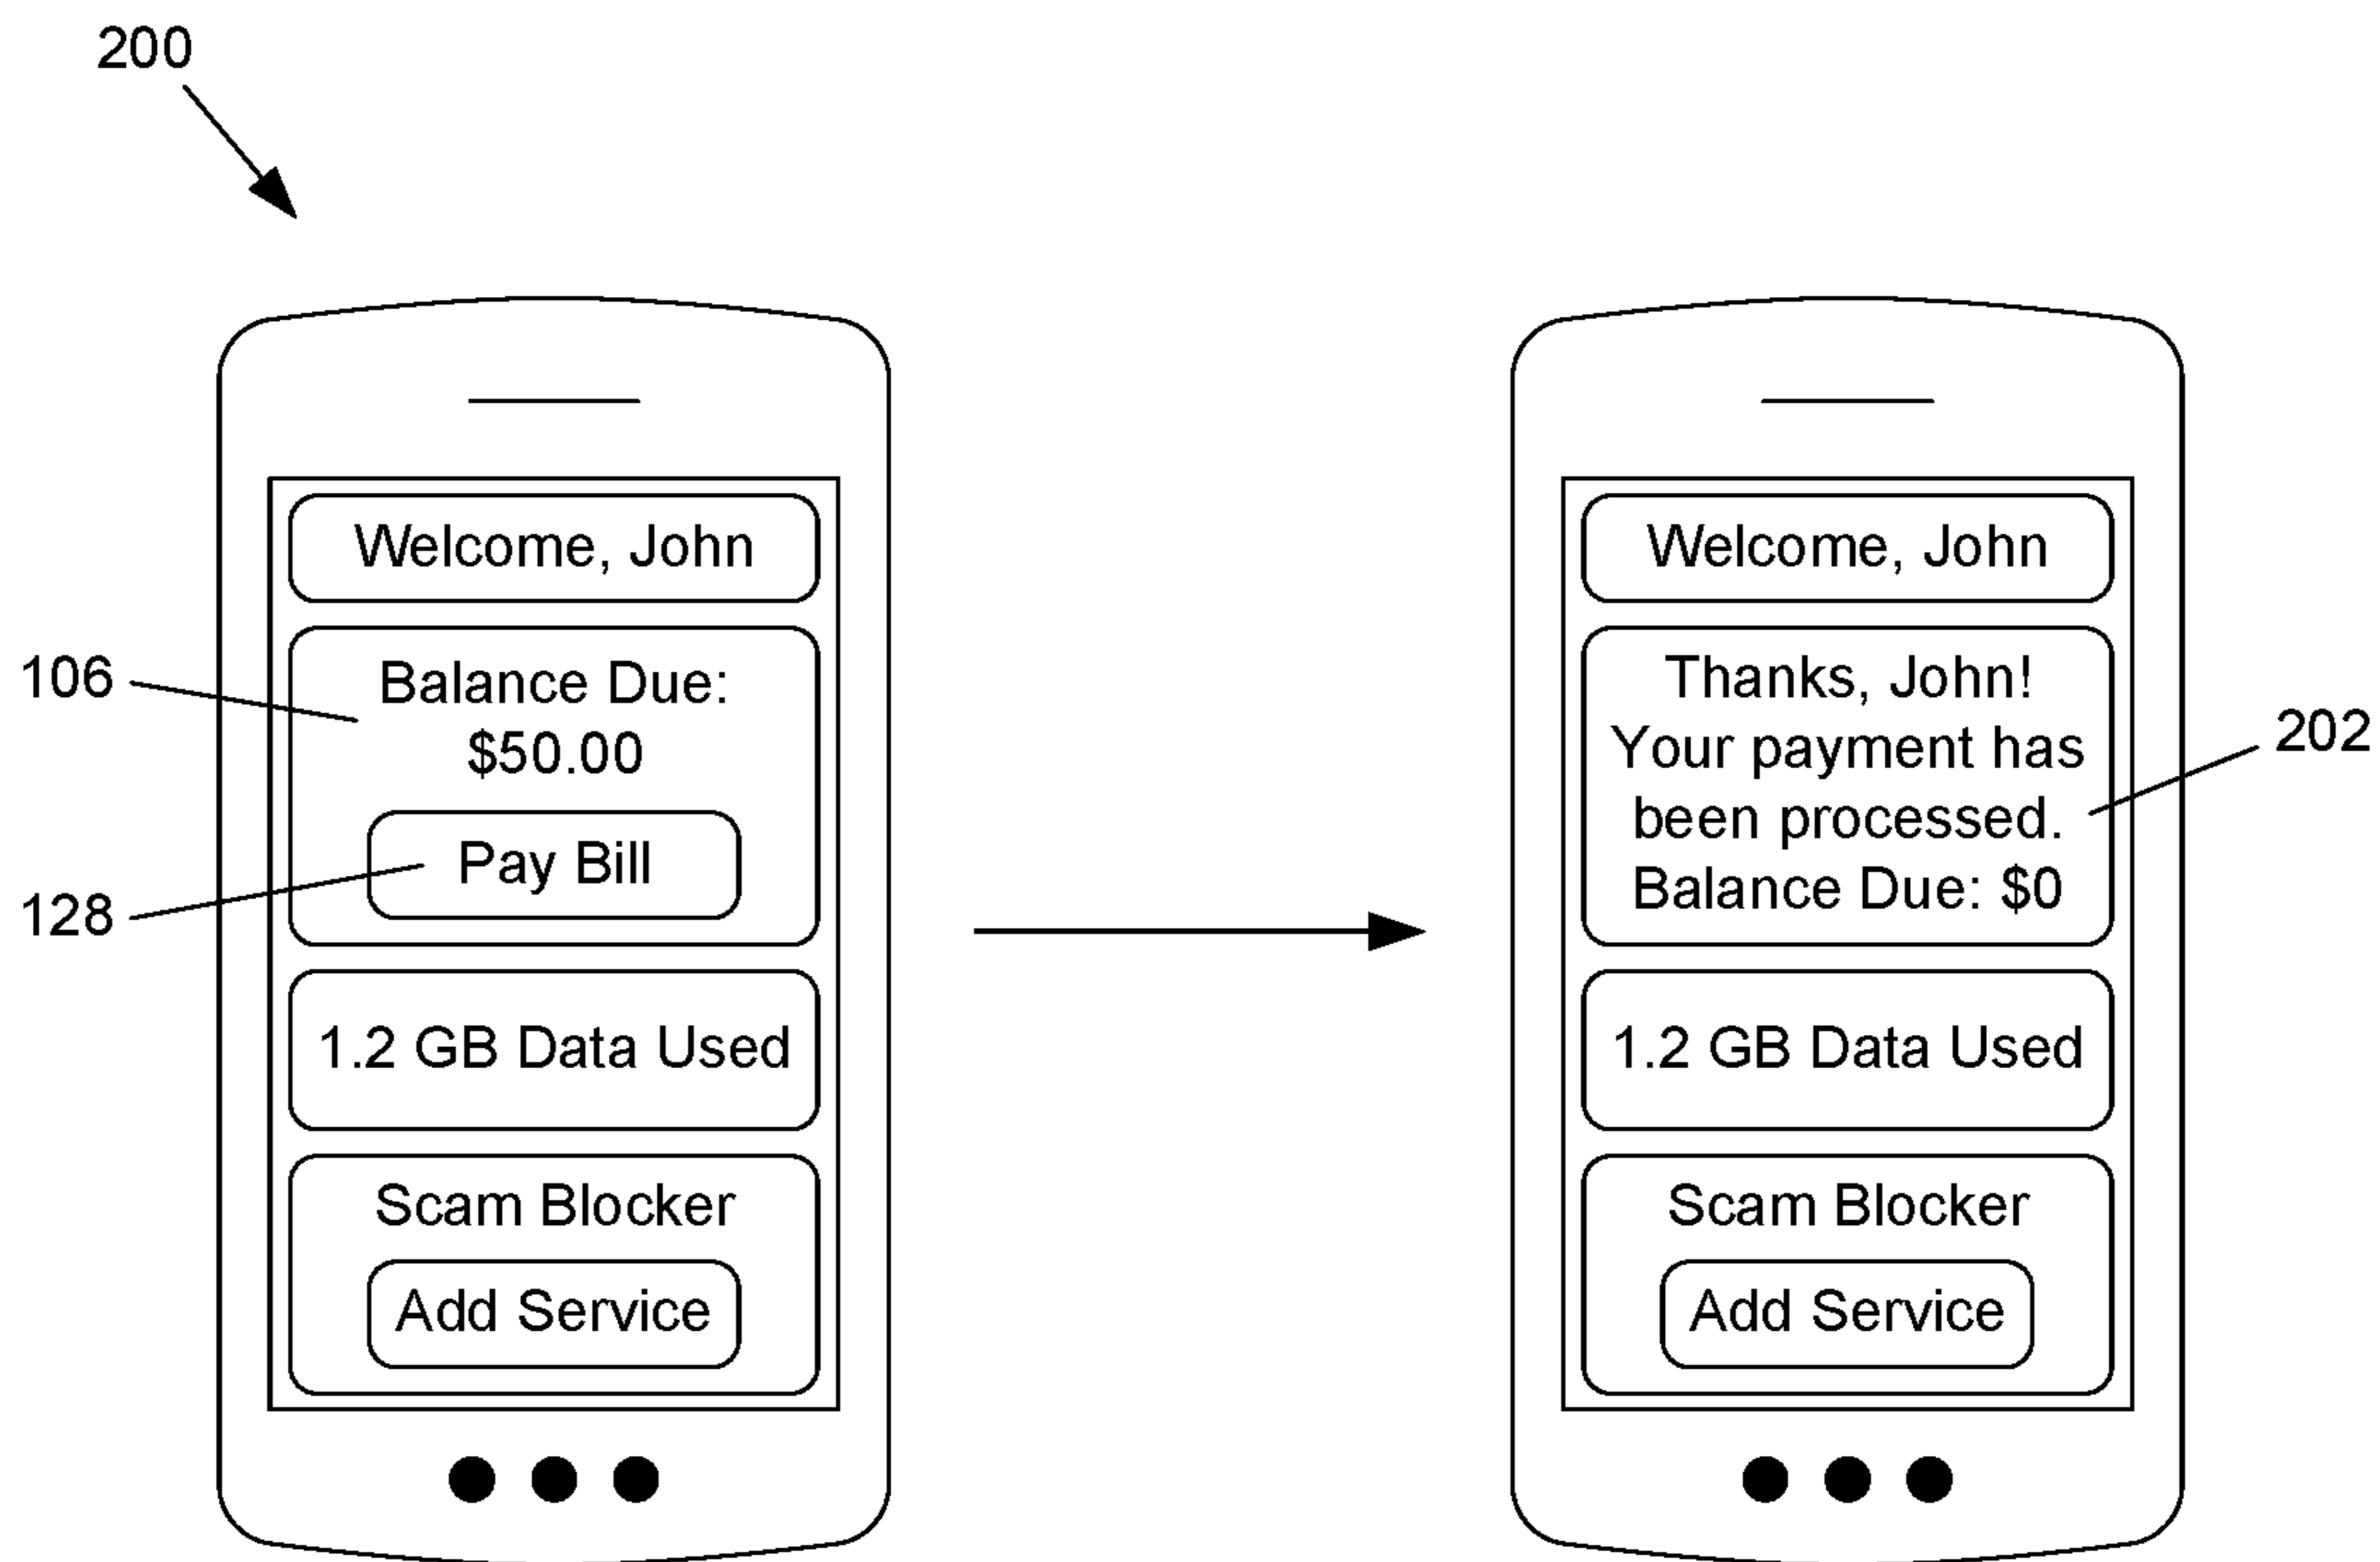 200
Welcome, John
106
Balance Due:
$50.00
Pay Bill
128
1.2 GB Data Used
Scam Blocker
Add Service
Welcome, John
Thanks, John!
Your payment has
been processed.
Balance Due: $0
202
1.2 GB Data Used
Scam Blocker
Add Service